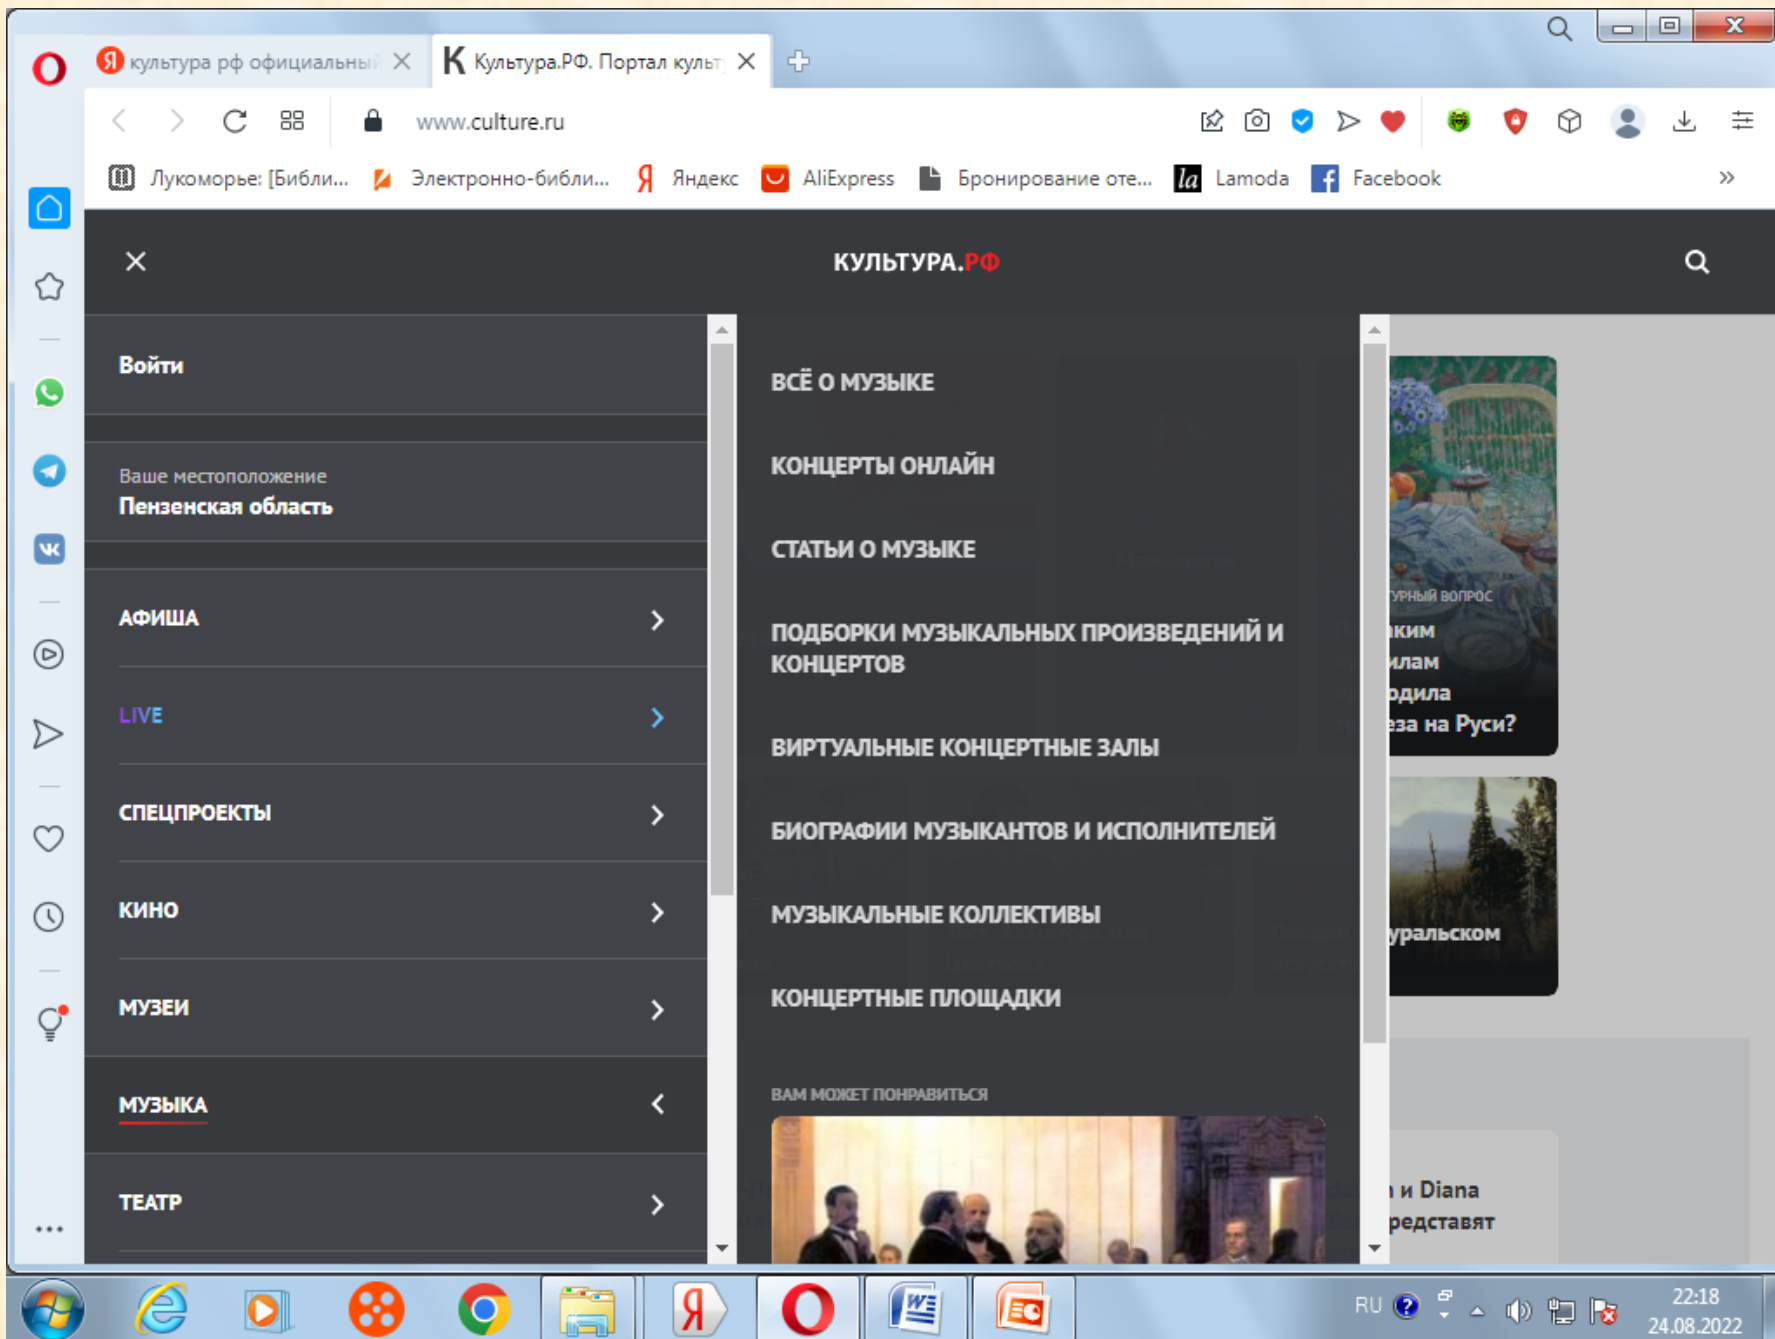 культура рф официальный
Культура.РФ. Портал культ
www.culture.ru
Лукоморье: [Библи...
Электронно-библи...
Яндекс
AliExpress
Бронирование оте...
la Lamoda
Facebook
КУЛЬТУРА.РФ
Войти
Ваше местоположение
Пензенская область
АФИША
LIVE
СПЕЦПРОЕКТЫ
КИНО
МУЗЕИ
МУЗЫКА
ТЕАТР
ВСЁ О МУЗЫКЕ
КОНЦЕРТЫ ОНЛАЙН
СТАТЬИ О МУЗЫКЕ
ПОДБОРКИ МУЗЫКАЛЬНЫХ ПРОИЗВЕДЕНИЙ И
КОНЦЕРТОВ
ВИРТУАЛЬНЫЕ КОНЦЕРТНЫЕ ЗАЛЫ
БИОГРАФИИ МУЗЫКАНТОВ И ИСПОЛНИТЕЛЕЙ
МУЗЫКАЛЬНЫЕ КОЛЛЕКТИВЫ
КОНЦЕРТНЫЕ ПЛОЩАДКИ
ВАМ МОЖЕТ ПОНРАВИТЬСЯ
УРНЫЙ ВОПРОС
аким
илам
одила
еза на Руси?
уральском
и Diana
редставят
RU
22:18
24.08.2022